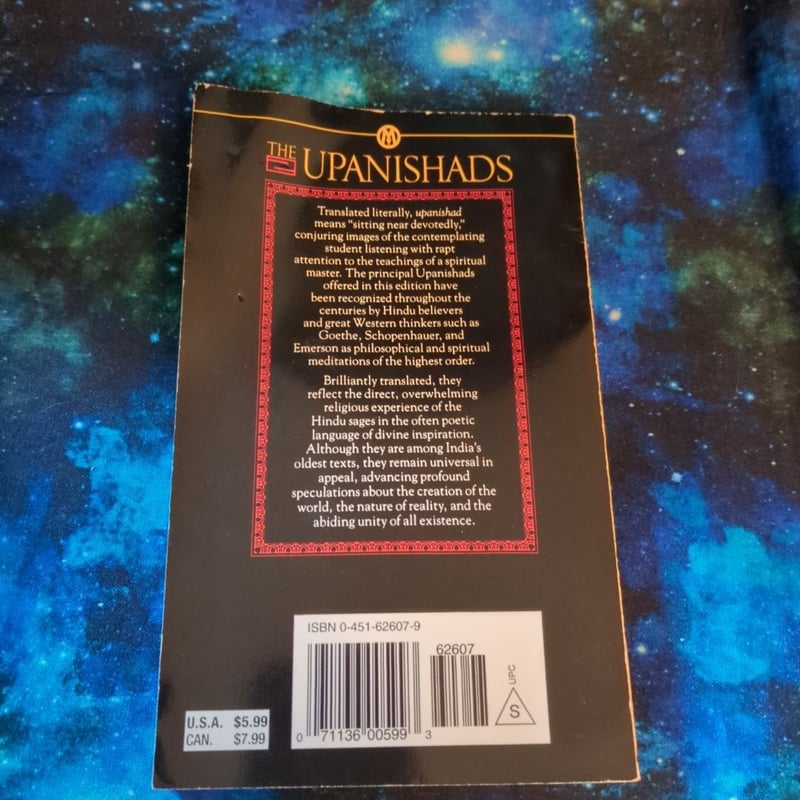 THE UPANISHADS
Translated literally, upanishad
means “sitting near devotedly,”
conjuring images of the contemplating
student listening with rapt
attention to the teachings of a spiritual
master. The principal Upanishads
offered in this edition have
been recognized throughout the
centuries by Hindu believers
and great Western thinkers such as
Goethe, Schopenhauer, and
Emerson as philosophical and spiritual
meditations of the highest order.
Brilliantly translated, they
reflect the direct, overwhelming
religious experience of the
Hindu sages in the often poetic
language of divine inspiration.
Although they are among India's
oldest texts, they remain universal in
appeal, advancing profound
speculations about the creation of the
world, the nature of reality, and the
abiding unity of all existence.
ISBN 0-451-62607-9
62607
UPC
S
0 71136 00599 3
U.S.A. $5.99
CAN. $7.99